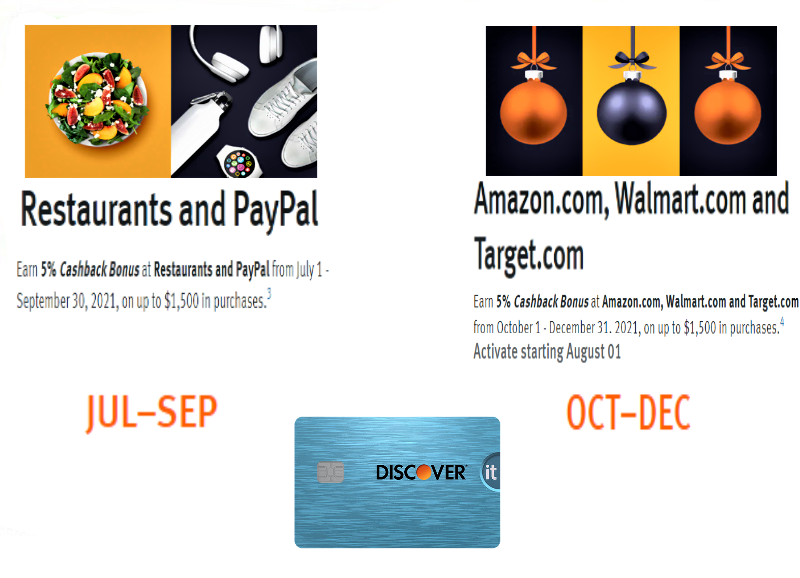 Restaurants and PayPal
Earn 5% Cashback Bonus at Restaurants and PayPal from July 1 -
September 30, 2021, on up to $1,500 in purchases.3
JUL–SEP
Amazon.com, Walmart.com and
Target.com
Earn 5% Cashback Bonus at Amazon.com, Walmart.com and Target.com
from October 1 - December 31. 2021, on up to $1,500 in purchases.4
Activate starting August 01
OCT–DEC
DISCOVER it